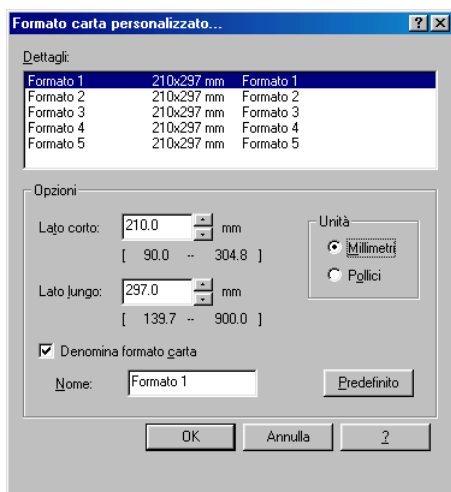 Formato carta personalizzato...
Dettagli:
Formato 1 210x297 mm Formato 1
Formato 2 210x297 mm Formato 2
Formato 3 210x297 mm Formato 3
Formato 4 210x297 mm Formato 4
Formato 5 210x297 mm Formato 5
Opzioni
Lato corto: 210.0 mm
[ 90.0 -- 304.8 ]
Lato lungo: 297.0 mm
[ 139.7 -- 900.0 ]
Unità
Millimetri
Pollici
Denomina formato carta
Nome: Formato 1
Predefinito
OK Annulla ?